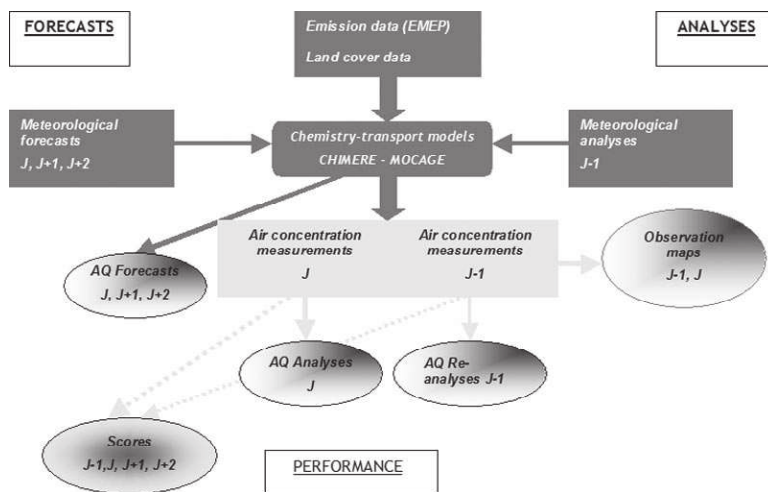 FORECASTS
Emission data (EMEP)
Land cover data
ANALYSES
Meteorological
forecasts
J, J+1, J+2
Chemistry-transport models
CHIMERE - MOCAGE
Meteorological
analyses
J-1
Air concentration
measurements
J
Air concentration
measurements
J-1
Observation
maps
J-1, J
AQ Forecasts
J, J+1, J+2
AQ Analyses
J
AQ Re-
analyses J-1
Scores
J-1,J, J+1, J+2
PERFORMANCE